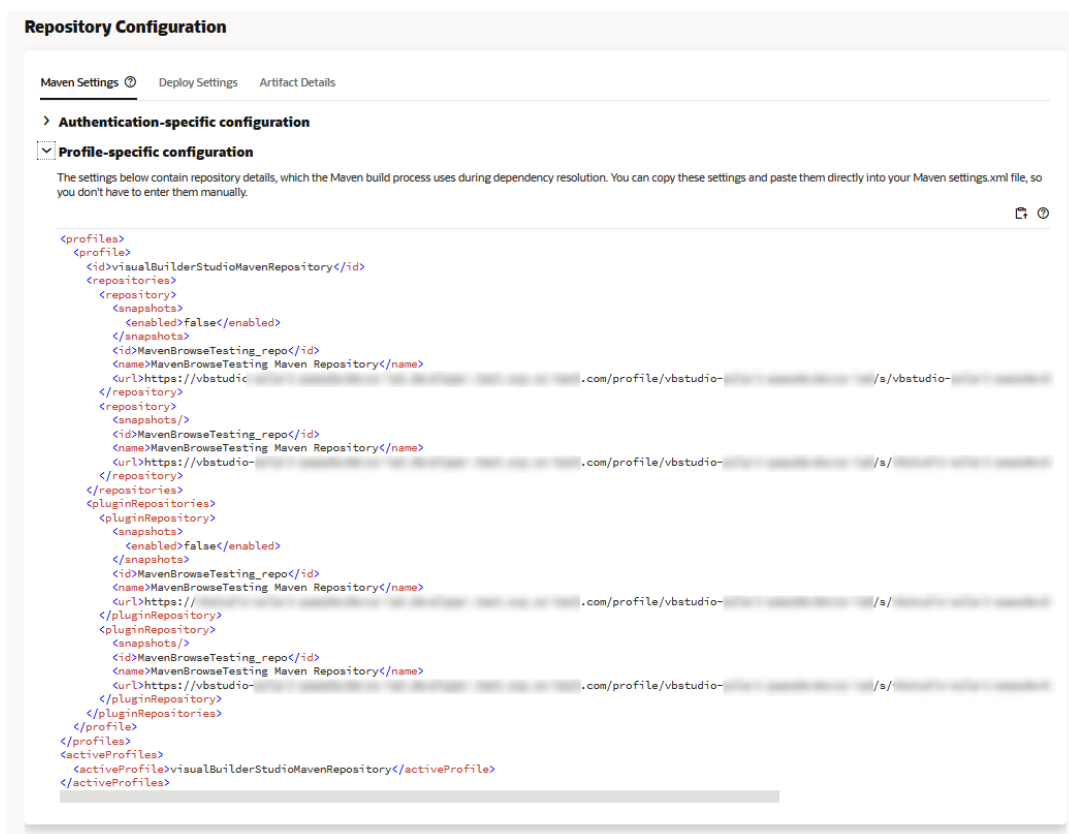 Repository Configuration
Maven Settings Deploy Settings Artifact Details
Authentication-specific configuration
Profile-specific configuration
The settings below contain repository details, which the Maven build process uses during dependency resolution. You can copy these settings and paste them directly into your Maven settings.xml file, so
you don't have to enter them manually.
<profiles>
<profile>
<id>visualBuilderStudioMavenRepository</id>
<repositories>
<repository>
<snapshots>
<enabled>false</enabled>
</snapshots>
<id>MavenBrowseTesting_repo</id>
<name>MavenBrowseTesting Maven Repository</name>
<url>https://vbstudic .com/profile/vbstudio- /s/vbstudio-
</repository>
<repository>
<snapshots/>
<id>MavenBrowseTesting_repo</id>
<name>MavenBrowseTesting Maven Repository</name>
<url>https://vbstudio- .com/profile/vbstudio- /s/
</repository>
</repositories>
<pluginRepositories>
<pluginRepository>
<snapshots>
<enabled>false</enabled>
</snapshots>
<id>MavenBrowseTesting_repo</id>
<name>MavenBrowseTesting Maven Repository</name>
<url>https:// .com/profile/vbstudio- /s/
</pluginRepository>
<pluginRepository>
<snapshots/>
<id>MavenBrowseTesting_repo</id>
<name>MavenBrowseTesting Maven Repository</name>
<url>https://vbstudio- .com/profile/vbstudio- /s/
</pluginRepository>
</pluginRepositories>
</profile>
</profiles>
<activeProfiles>
<activeProfile>visualBuilderStudioMavenRepository</activeProfile>
</activeProfiles>